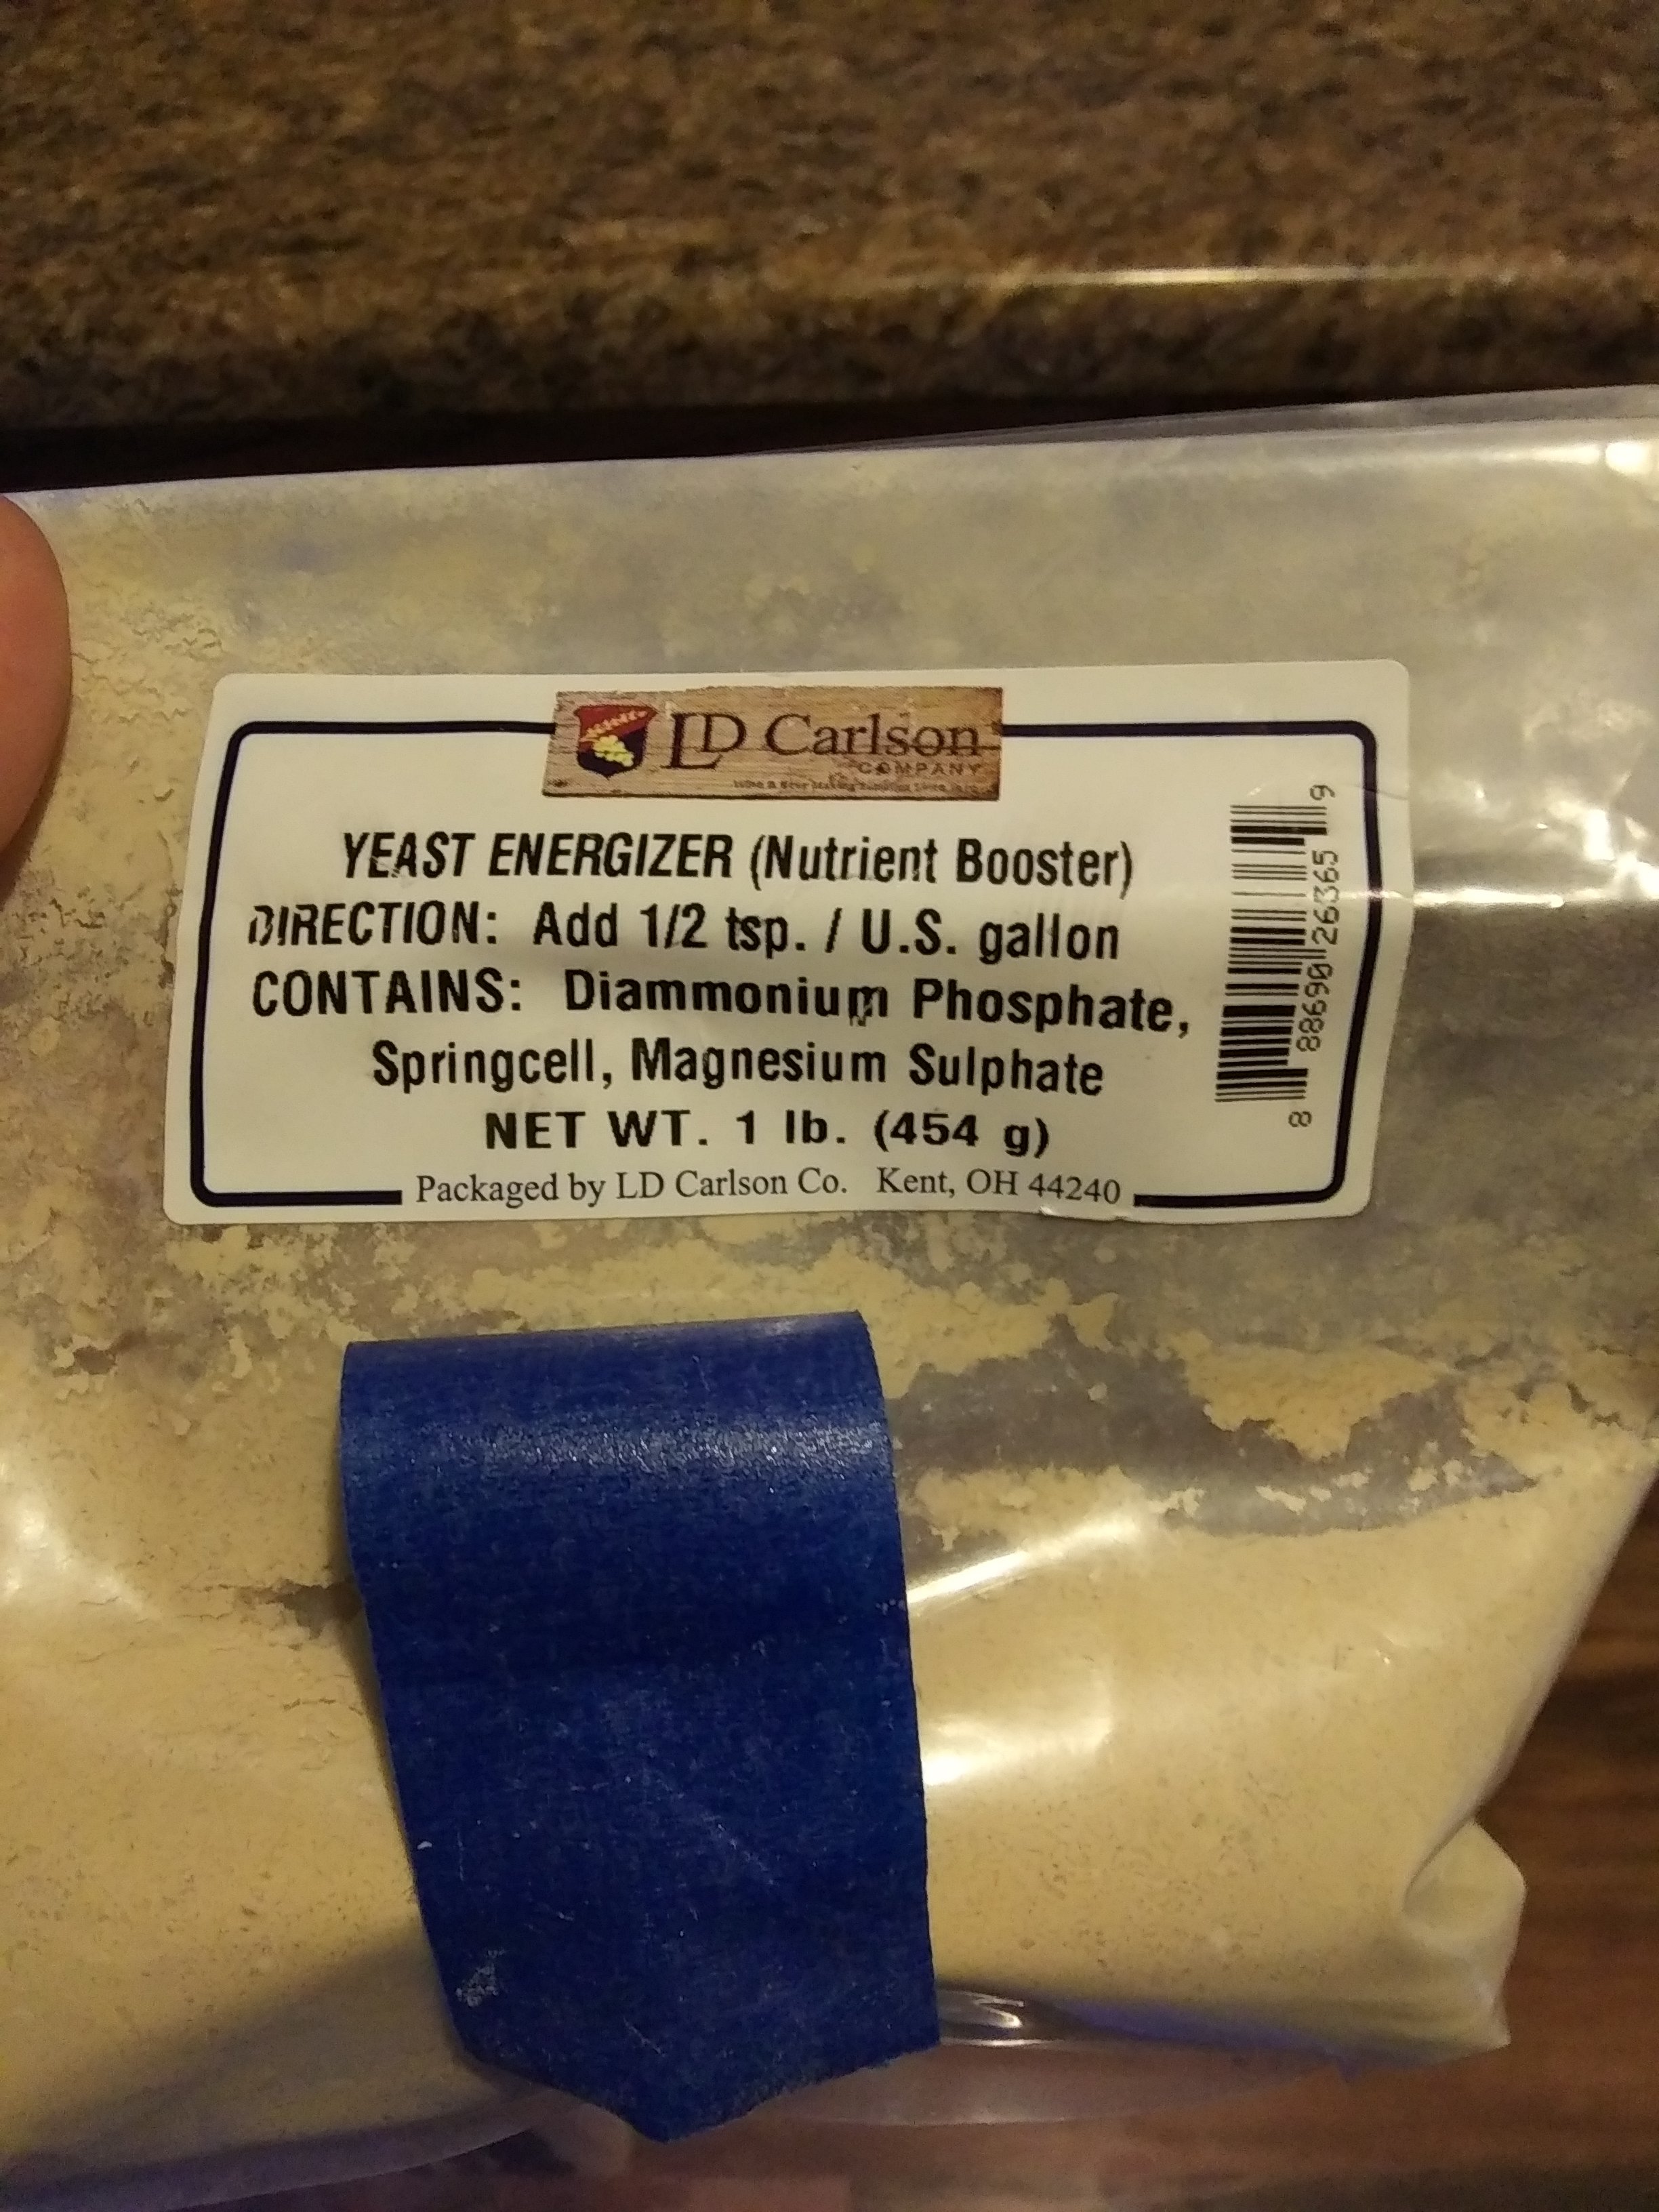 LD Carlson
COMPANY
YEAST ENERGIZER (Nutrient Booster)
DIRECTION: Add 1/2 tsp. / U.S. gallon
CONTAINS: Diammonium Phosphate,
Springcell, Magnesium Sulphate
NET WT. 1 lb. (454 g)
Packaged by LD Carlson Co. Kent, OH 44240
8 88690 26365 9